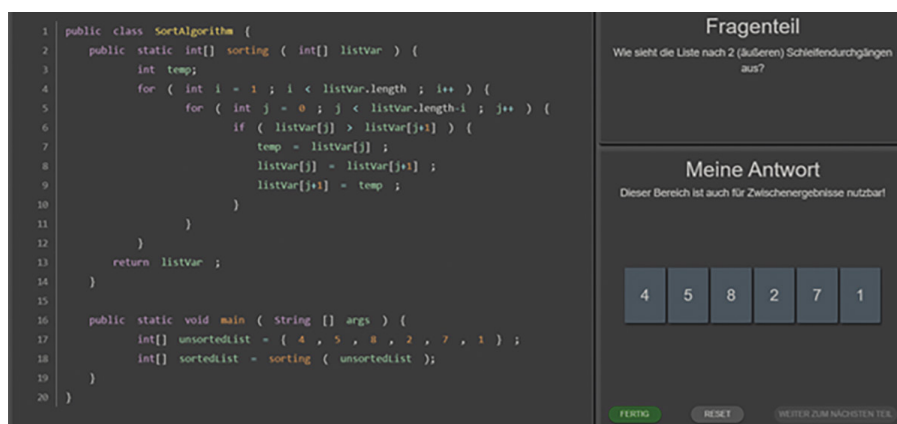 1 public class SortAlgorithm {
2 public static int[] sorting ( int[] listVar ) {
3 int temp;
4 for ( int i = 1 ; i < listVar.length ; i++ ) {
5 for ( int j = 0 ; j < listVar.length-i ; j++ ) {
6 if ( listVar[j] > listVar[j+1] ) {
7 temp = listVar[j] ;
8 listVar[j] = listVar[j+1] ;
9 listVar[j+1] = temp ;
10 }
11 }
12 }
13 return listVar ;
14 }
15
16 public static void main ( String [] args ) {
17 int[] unsortedList = { 4 , 5 , 8 , 2 , 7 , 1 } ;
18 int[] sortedList = sorting ( unsortedList );
19 }
20 }
Fragenteil
Wie sieht die Liste nach 2 (äußeren) Schleifendurchgängen
aus?
Meine Antwort
Dieser Bereich ist auch für Zwischenergebnisse nutzbar!
4 5 8 2 7 1
FERTIG RESET WEITER ZUM NÄCHSTEN TEIL